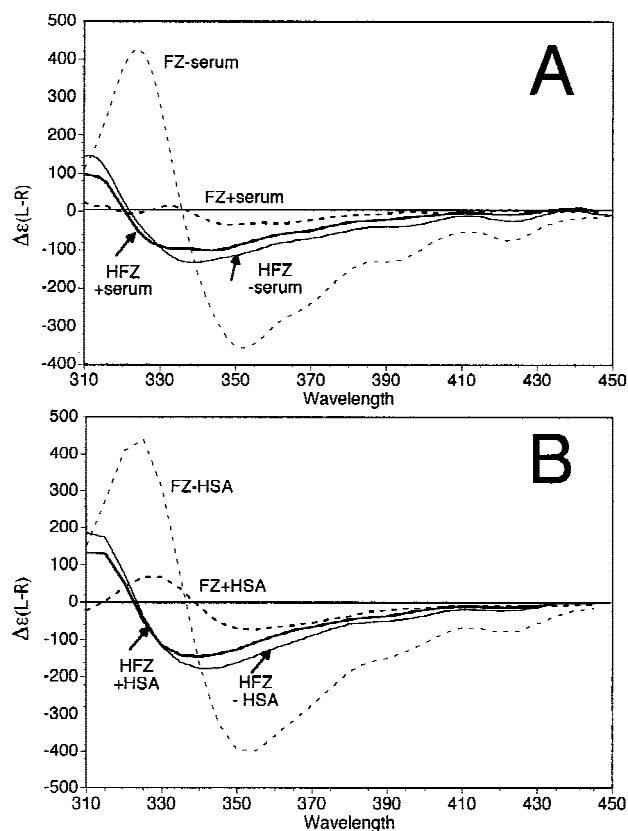 A
500
400
300
200
100
0
-100
-200
-300
-400
Δε(L-R)
FZ-serum
FZ+serum
HFZ
+serum
HFZ
-serum
310 330 350 370 390 410 430 450
Wavelength
B
500
400
300
200
100
0
-100
-200
-300
-400
-500
Δε(L-R)
FZ-HSA
FZ+HSA
HFZ
+HSA
HFZ
- HSA
310 330 350 370 390 410 430 450
Wavelength